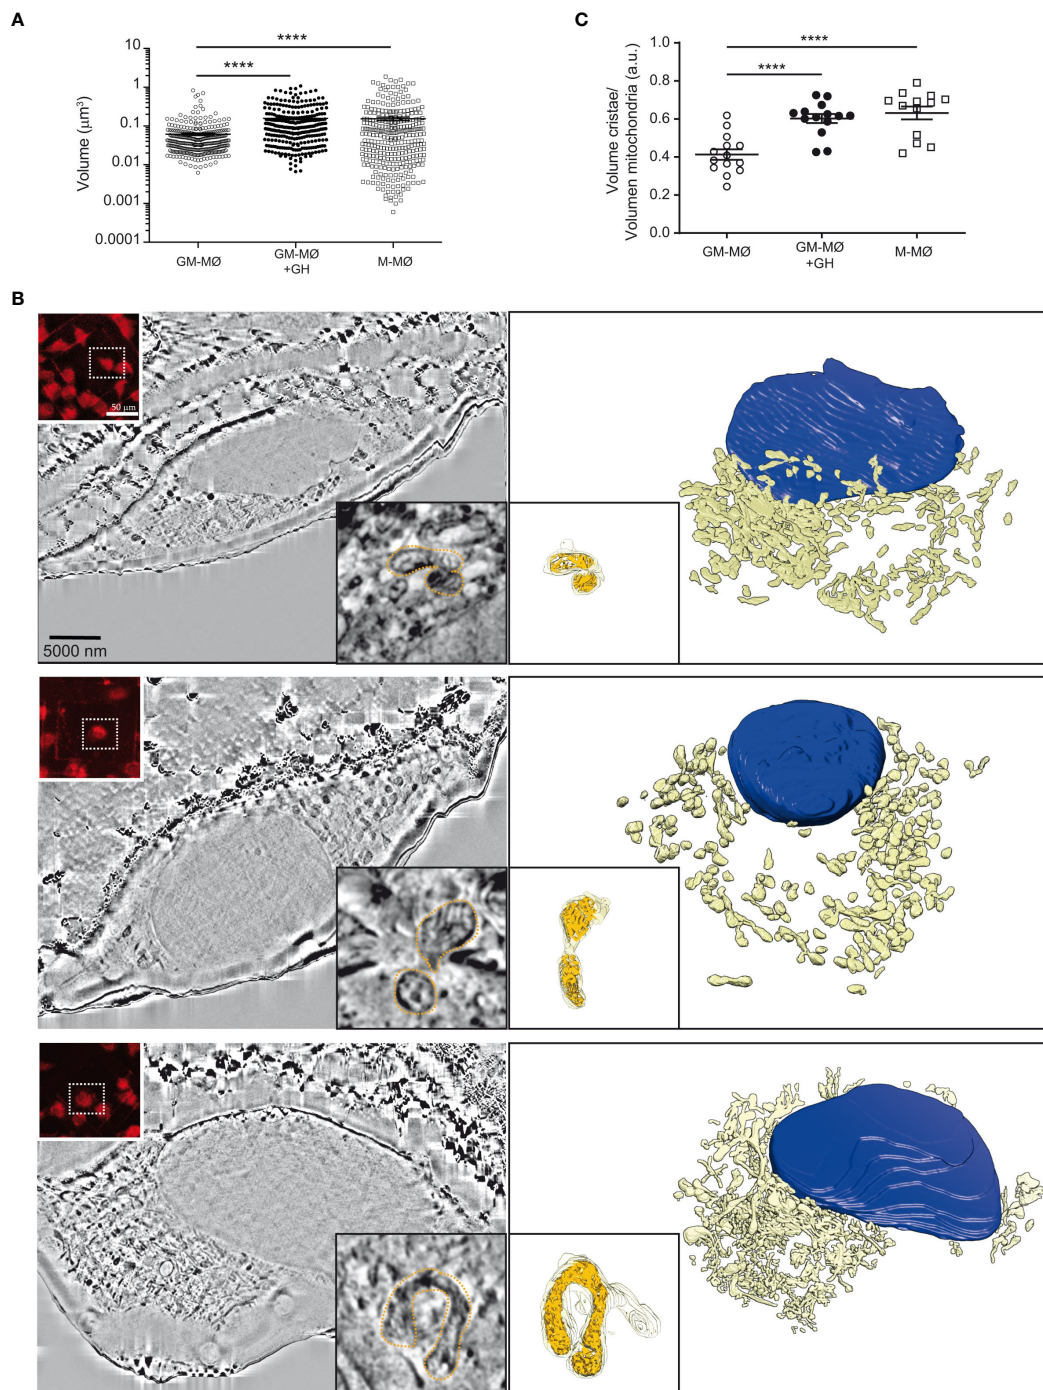 A
****
****
10
1
0.1
0.01
0.001
0.0001
Volume (μm³)
GM-MØ
GM-MØ
+GH
M-MØ
C
****
****
1.0
0.8
0.6
0.4
0.2
0.0
Volume cristae/
Volumen mitochondria (a.u.)
GM-MØ
GM-MØ
+GH
M-MØ
B
50 μm
5000 nm